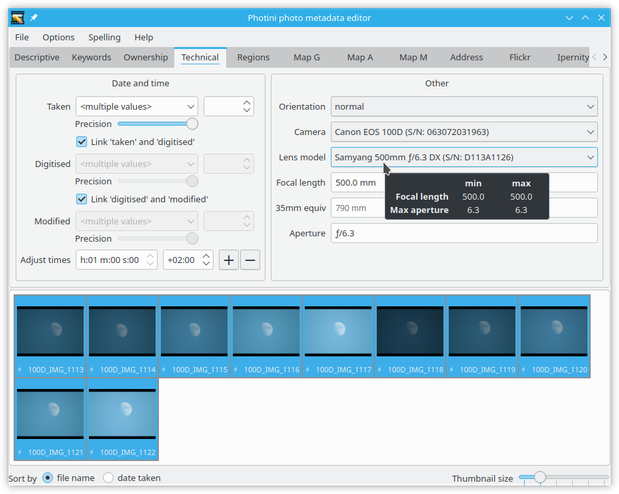 Photini photo metadata editor
File Options Spelling Help
Descriptive Keywords Ownership Technical Regions Map G Map A Map M Address Flickr Ipernity
Date and time
Taken <multiple values>
Precision
Link 'taken' and 'digitised'
Digitised <multiple values>
Precision
Link 'digitised' and 'modified'
Modified <multiple values>
Precision
Adjust times h:01 m:00 s:00 +02:00 + −
Other
Orientation normal
Camera Canon EOS 100D (S/N: 063072031963)
Lens model Samyang 500mm ƒ/6.3 DX (S/N: D113A1126)
Focal length 500.0 mm
35mm equiv 790 mm
Aperture ƒ/6.3
min max
Focal length 500.0 500.0
Max aperture 6.3 6.3
100D_IMG_1113 100D_IMG_1114 100D_IMG_1115 100D_IMG_1116 100D_IMG_1117 100D_IMG_1118 100D_IMG_1119 100D_IMG_1120
100D_IMG_1121 100D_IMG_1122
Sort by file name date taken Thumbnail size